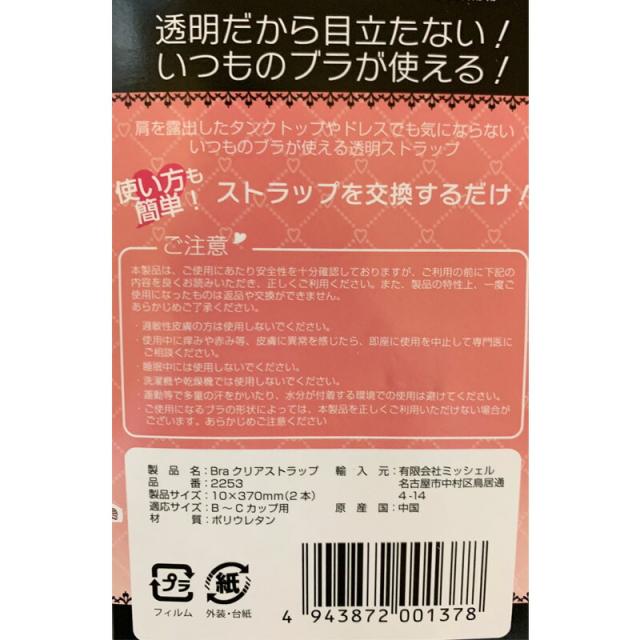 透明だから目立たない!
いつものブラが使える!
肩を露出したタンクトップやドレスでも気にならない
いつものブラが使える透明ストラップ
使い方も
簡単!
ストラップを交換するだけ!
ご注意
本製品は、ご使用にあたり安全性を十分確認しておりますが、ご利用の前に下記の
内容を良くお読みいただき、正しくご利用ください。また、製品の特性上、一度ご
使用になったものは返品や交換ができません。
あらかじめご了承ください。
・過敏性皮膚の方は使用しないでください。
・使用中に痒みや赤み等、皮膚に異常を感じたら、即座に使用を中止して専門医に
ご相談ください。
・睡眠中には使用しないでください。
・洗濯機や乾燥機では使用しないでください。
・運動等で多量の汗をかいたり、水分が付着する環境での使用は避けてください。
・ご使用になるブラの形状によっては、本製品を正しくご利用いただけない場合が
ございます。あらかじめご注意ください
製品名:Bra クリアストラップ
品番:2253
製品サイズ:10×370mm(2本)
適応サイズ:B~Cカップ用
材質:ポリウレタン
輸入元:有限会社ミッシェル
名古屋市中村区鳥居通
4-14
原産国:中国
プラ
フィルム
紙
外装・台紙
4 943872 001378